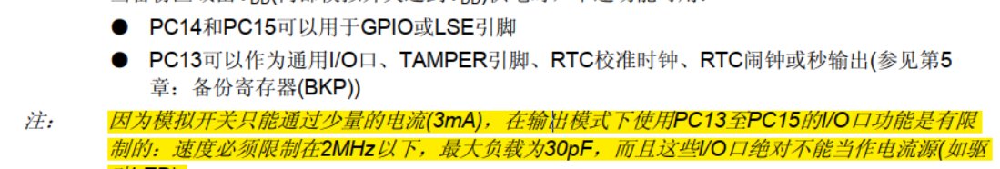 ● PC14和PC15可以用于GPIO或LSE引脚
● PC13可以作为通用I/O口、TAMPER引脚、RTC校准时钟、RTC闹钟或秒输出(参见第5
章：备份寄存器(BKP))
注： 因为模拟开关只能通过少量的电流(3mA)，在输出模式下使用PC13至PC15的I/O口功能是有限
制的：速度必须限制在2MHz以下，最大负载为30pF，而且这些I/O口绝对不能当作电流源(如驱